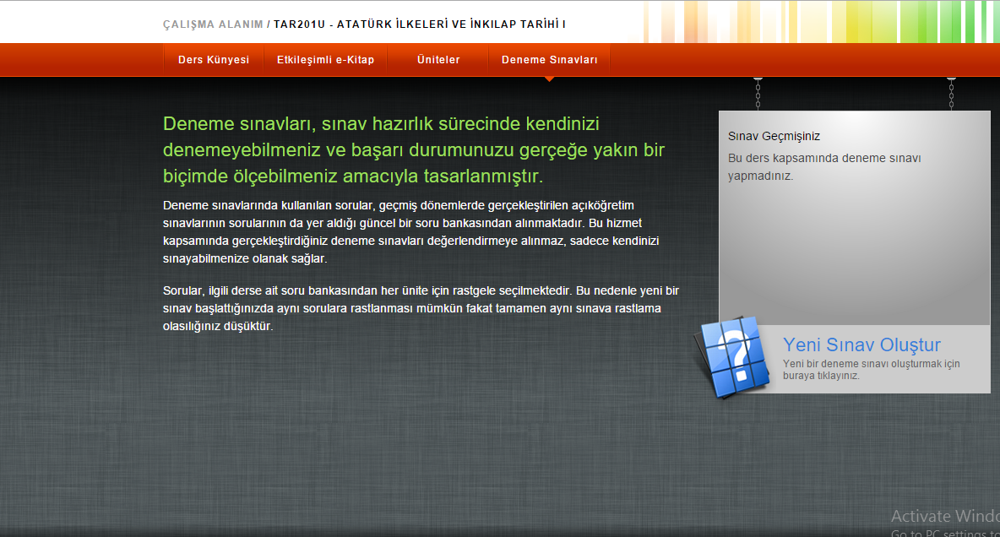 ÇALIŞMA ALANIM / TAR201U - ATATÜRK İLKELERİ VE İNKILAP TARİHİ I
Ders Künyesi Etkileşimli e-Kitap Üniteler Deneme Sınavları
Deneme sınavları, sınav hazırlık sürecinde kendinizi
denemeyebilmeniz ve başarı durumunuzu gerçeğe yakın bir
biçimde ölçebilmeniz amacıyla tasarlanmıştır.
Deneme sınavlarında kullanılan sorular, geçmiş dönemlerde gerçekleştirilen açıköğretim
sınavlarının sorularının da yer aldığı güncel bir soru bankasından alınmaktadır. Bu hizmet
kapsamında gerçekleştirdiğiniz deneme sınavları değerlendirmeye alınmaz, sadece kendinizi
sınayabilmenize olanak sağlar.
Sorular, ilgili derse ait soru bankasından her ünite için rastgele seçilmektedir. Bu nedenle yeni bir
sınav başlattığınızda aynı sorulara rastlanması mümkün fakat tamamen aynı sınava rastlama
olasılığınız düşüktür.
Sınav Geçmişiniz
Bu ders kapsamında deneme sınavı
yapmadınız.
?
Yeni Sınav Oluştur
Yeni bir deneme sınavı oluşturmak için
buraya tıklayınız.
Activate Windo
Go to PC settings to